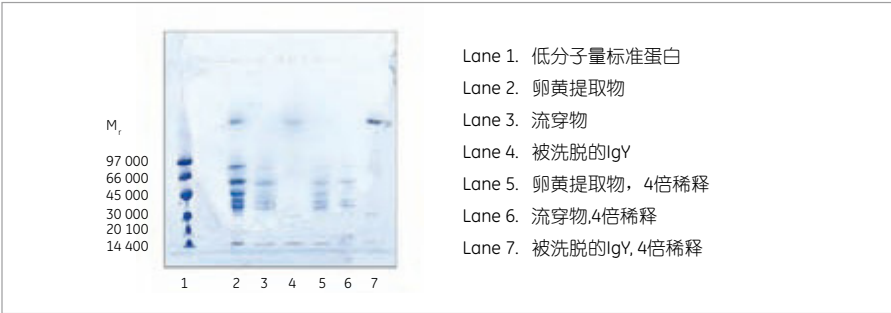 M_r
97 000
66 000
45 000
30 000
20 100
14 400
1 2 3 4 5 6 7
Lane 1. 低分子量标准蛋白
Lane 2. 卵黄提取物
Lane 3. 流穿物
Lane 4. 被洗脱的IgY
Lane 5. 卵黄提取物，4倍稀释
Lane 6. 流穿物,4倍稀释
Lane 7. 被洗脱的IgY, 4倍稀释